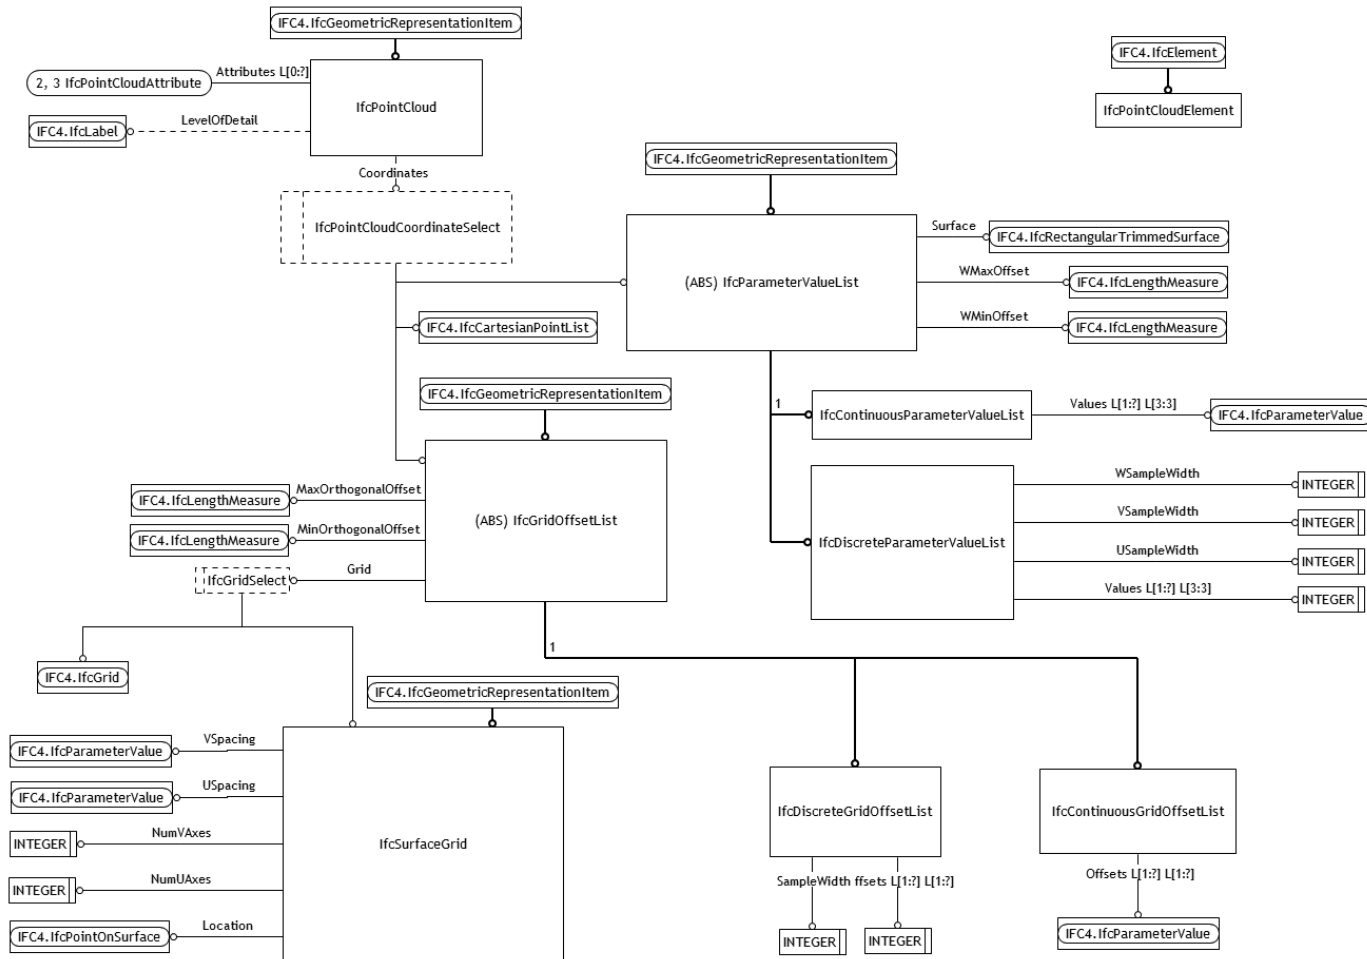 IFC4.IfcGeometricRepresentationItem
IFC4.IfcElement
2, 3 IfcPointCloudAttribute
Attributes L[0:?]
IfcPointCloud
IfcPointCloudElement
IFC4.IfcLabel
LevelOfDetail
Coordinates
IFC4.IfcGeometricRepresentationItem
IfcPointCloudCoordinateSelect
Surface
IFC4.IfcRectangularTrimmedSurface
(ABS) IfcParameterValueList
WMaxOffset
IFC4.IfcLengthMeasure
IFC4.IfcCartesianPointList
WMinOffset
IFC4.IfcLengthMeasure
IFC4.IfcGeometricRepresentationItem
1
IfcContinuousParameterValueList
Values L[1:?] L[3:3]
IFC4.IfcParameterValue
MaxOrthogonalOffset
IFC4.IfcLengthMeasure
(ABS) IfcGridOffsetList
MinOrthogonalOffset
IFC4.IfcLengthMeasure
Grid
IfcGridSelect
IfcDiscreteParameterValueList
WSampleWidth
INTEGER
VSampleWidth
INTEGER
USampleWidth
INTEGER
Values L[1:?] L[3:3]
INTEGER
1
IFC4.IfcGrid
IFC4.IfcGeometricRepresentationItem
VSpacing
IFC4.IfcParameterValue
USpacing
IFC4.IfcParameterValue
NumVAxes
INTEGER
IfcSurfaceGrid
NumUAxes
INTEGER
Location
IFC4.IfcPointOnSurface
IfcDiscreteGridOffsetList
IfcContinuousGridOffsetList
SampleWidth ffsets L[1:?] L[1:?]
Offsets L[1:?] L[1:?]
INTEGER
INTEGER
IFC4.IfcParameterValue